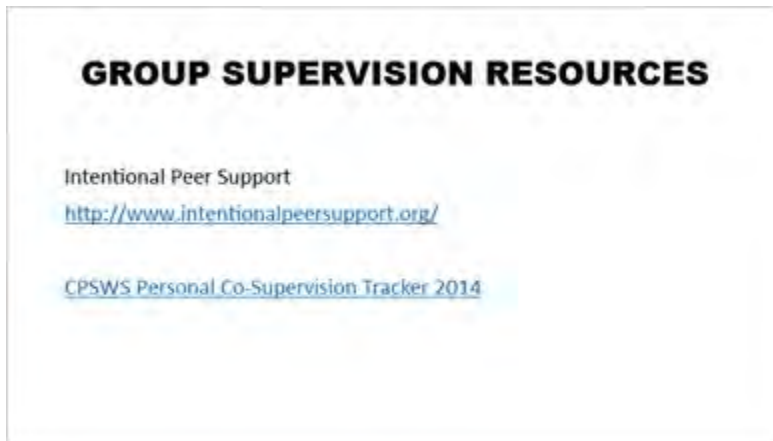 GROUP SUPERVISION RESOURCES
Intentional Peer Support
http://www.intentionalpeersupport.org/
CPSWS Personal Co-Supervision Tracker 2014